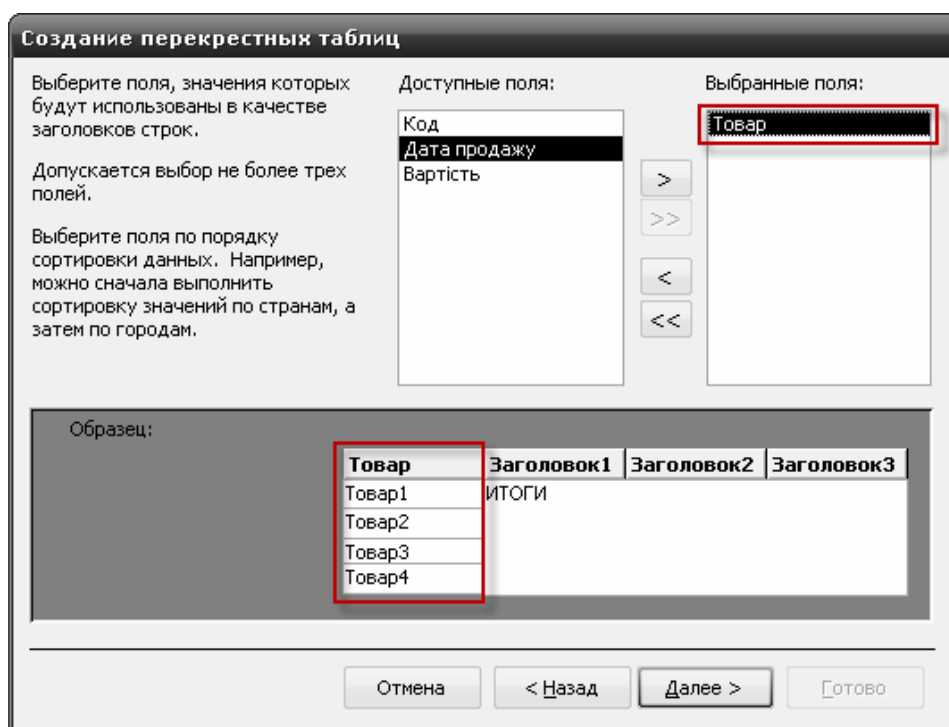 Создание перекрестных таблиц
Выберите поля, значения которых
будут использованы в качестве
заголовков строк.
Допускается выбор не более трех
полей.
Выберите поля по порядку
сортировки данных.  Например,
можно сначала выполнить
сортировку значений по странам, а
затем по городам.
Доступные поля:
Код
Дата продажу
Вартість
>
>>
<
<<
Выбранные поля:
Товар
Образец:
Товар Заголовок1 Заголовок2 Заголовок3
Товар1 ИТОГИ
Товар2
Товар3
Товар4
Отмена < Назад Далее > Готово